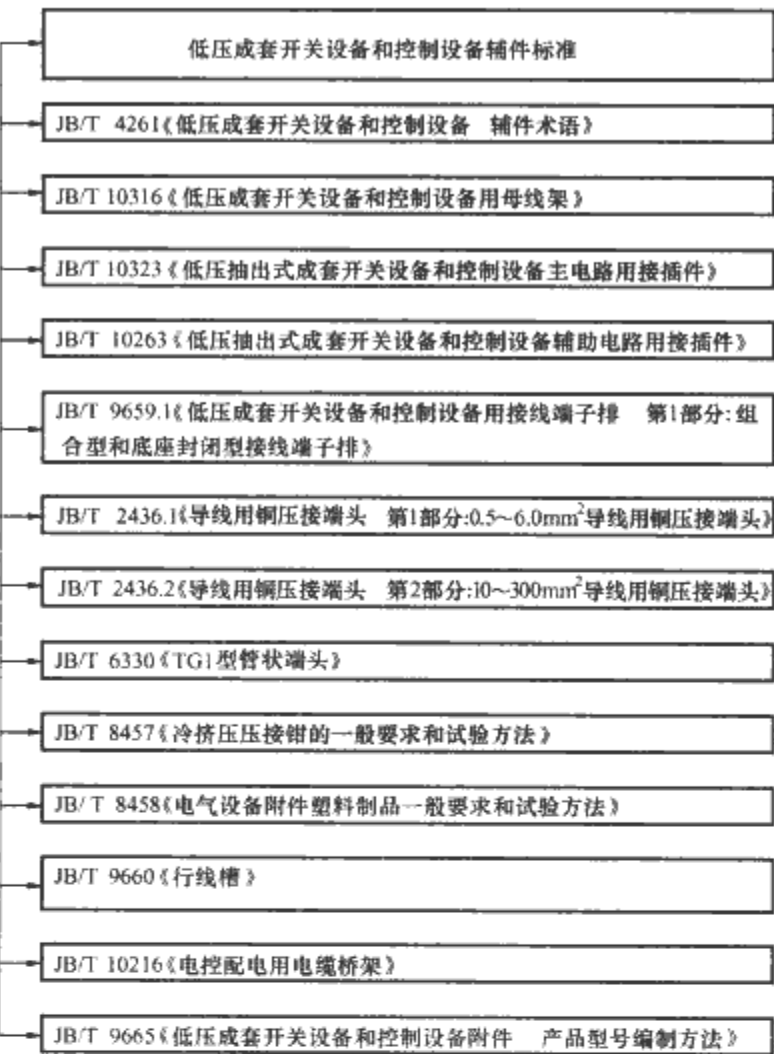 低压成套开关设备和控制设备辅件标准
JB/T 4261《低压成套开关设备和控制设备 辅件术语》
JB/T 10316《低压成套开关设备和控制设备用母线架》
JB/T 10323《低压抽出式成套开关设备和控制设备主电路用接插件》
JB/T 10263《低压抽出式成套开关设备和控制设备辅助电路用接插件》
JB/T 9659.1《低压成套开关设备和控制设备用接线端子排 第1部分:组
合型和底座封闭型接线端子排》
JB/T 2436.1《导线用铜压接端头 第1部分:0.5~6.0mm²导线用铜压接端头》
JB/T 2436.2《导线用铜压接端头 第2部分:10~300mm²导线用铜压接端头》
JB/T 6330《TG1型管状端头》
JB/T 8457《冷挤压压接钳的一般要求和试验方法》
JB/T 8458《电气设备附件塑料制品一般要求和试验方法》
JB/T 9660《行线槽》
JB/T 10216《电控配电用电缆桥架》
JB/T 9665《低压成套开关设备和控制设备附件 产品型号编制方法》